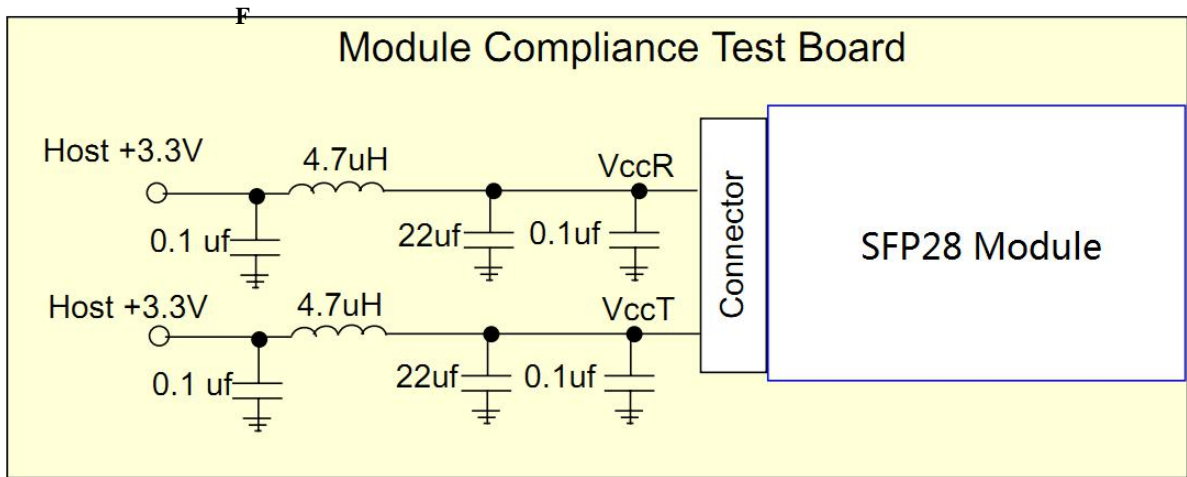 F
Module Compliance Test Board
Host +3.3V
4.7uH
VccR
0.1 uf
22uf
0.1uf
Host +3.3V
4.7uH
VccT
0.1 uf
22uf
0.1uf
Connector
SFP28 Module